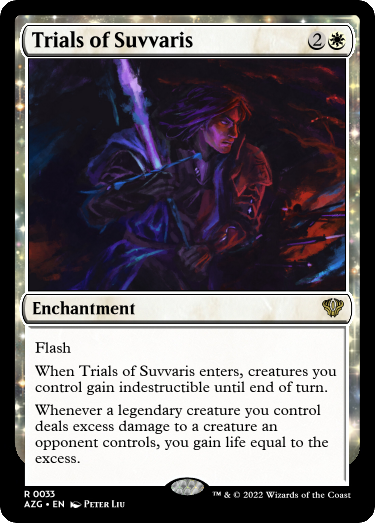 Trials of Suvvaris 2
Enchantment
Flash
When Trials of Suvvaris enters, creatures you
control gain indestructible until end of turn.
Whenever a legendary creature you control
deals excess damage to a creature an
opponent controls, you gain life equal to the
excess.
R 0033
AZG • EN Peter Liu
™ & © 2022 Wizards of the Coast